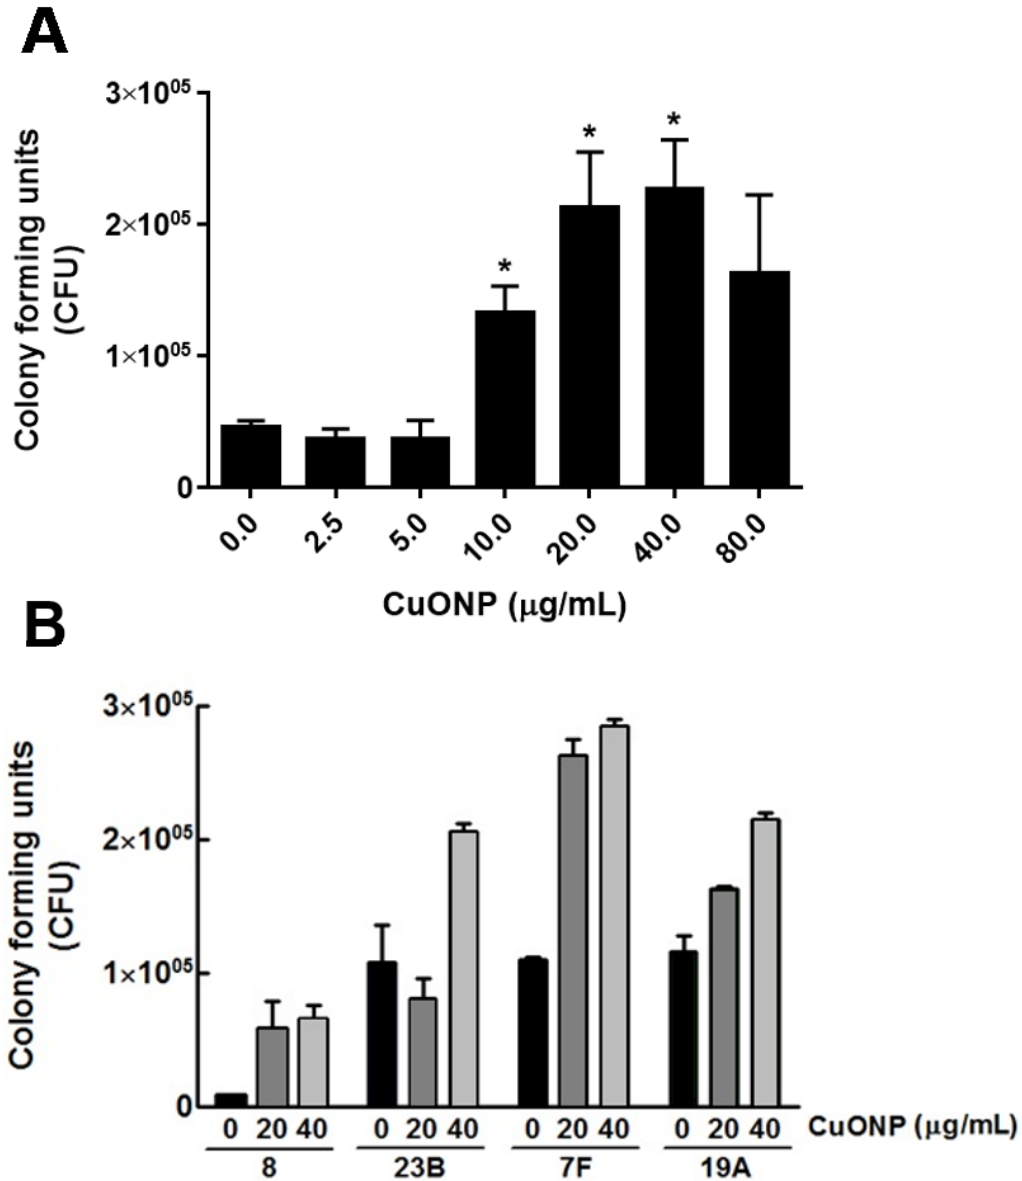 A
3×10⁰⁵
2×10⁰⁵
1×10⁰⁵
0
Colony forming units
(CFU)
*
*
*
0.0 2.5 5.0 10.0 20.0 40.0 80.0
CuONP (μg/mL)
B
3×10⁰⁵
2×10⁰⁵
1×10⁰⁵
0
Colony forming units
(CFU)
0 20 40 0 20 40 0 20 40 0 20 40 CuONP (μg/mL)
8 23B 7F 19A